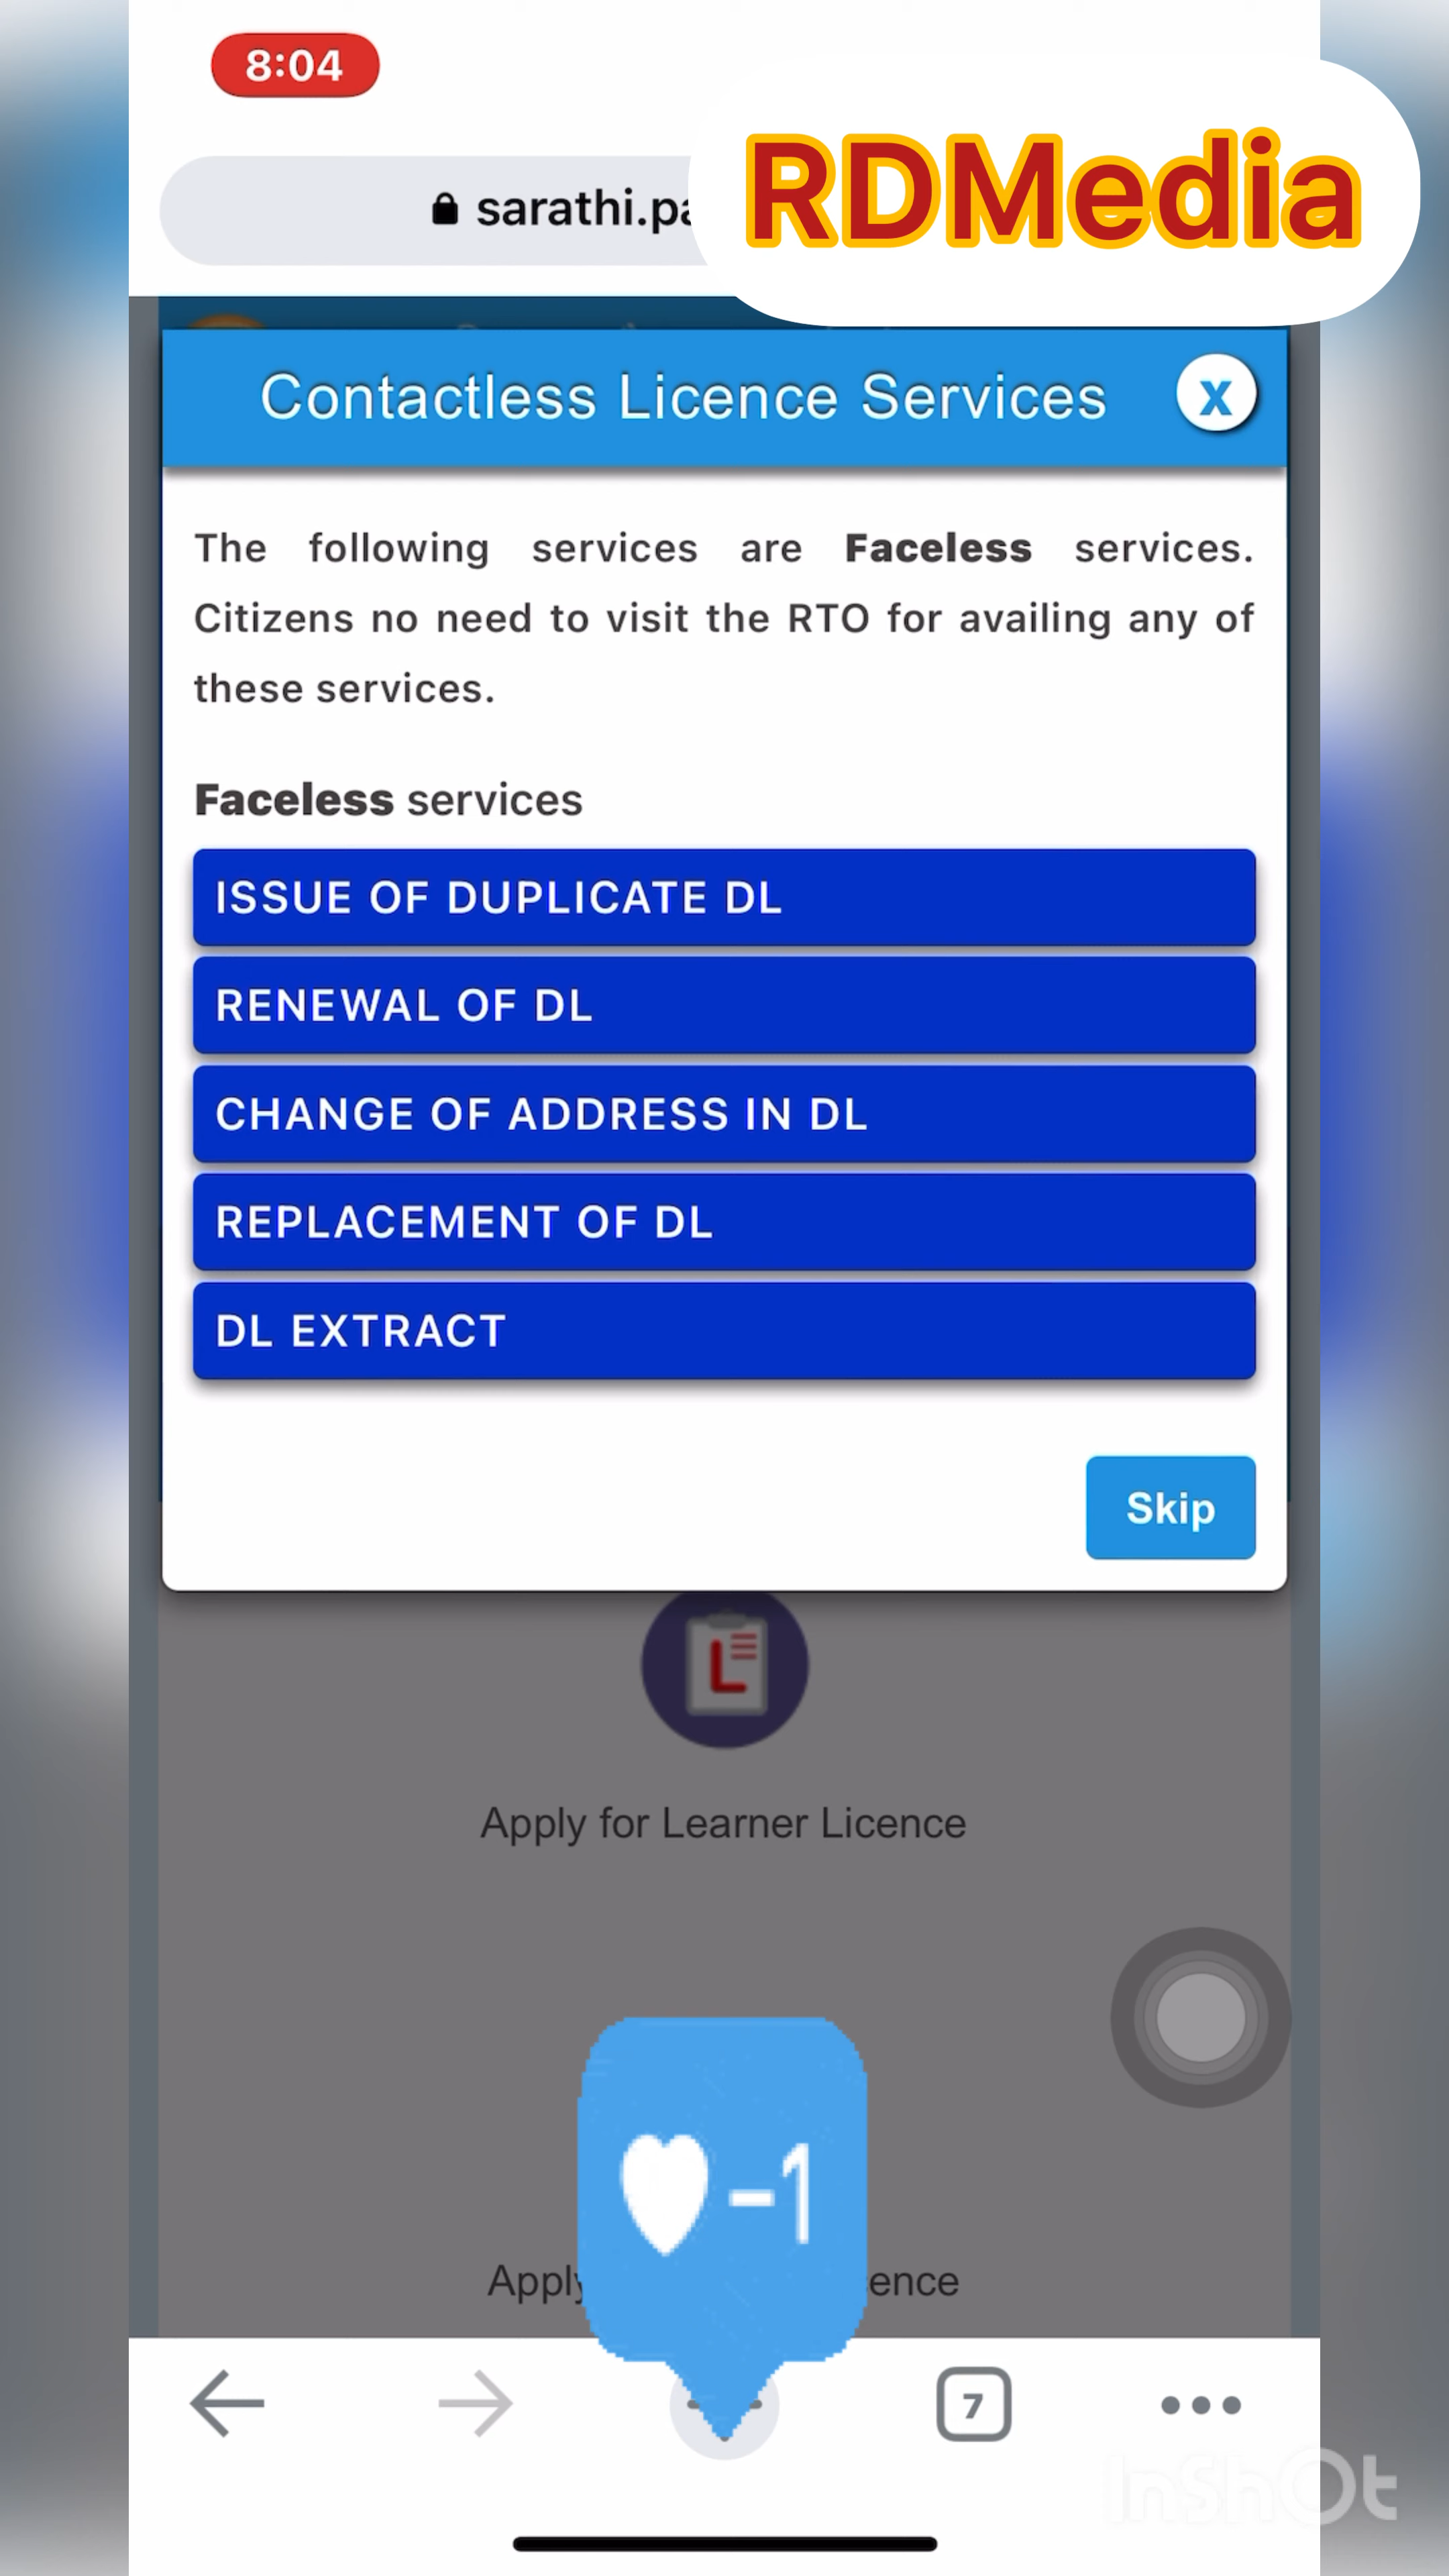 8:04
RDMedia
sarathi.pa
Contactless Licence Services
X
The following services are Faceless services.
Citizens no need to visit the RTO for availing any of
these services.
Faceless services
ISSUE OF DUPLICATE DL
RENEWAL OF DL
CHANGE OF ADDRESS IN DL
REPLACEMENT OF DL
DL EXTRACT
Skip
L
Apply for Learner Licence
-1
Apply
ence
7
InShOt